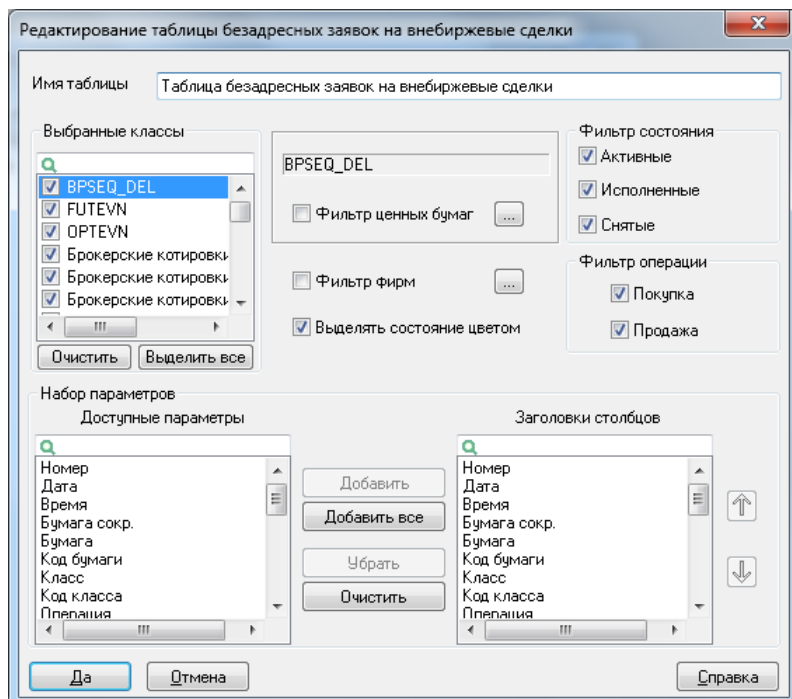 Редактирование таблицы безадресных заявок на внебиржевые сделки
Имя таблицы
Таблица безадресных заявок на внебиржевые сделки
Выбранные классы
BPSEQ_DEL
FUTEVN
OPTEVN
Брокерские котировки
Брокерские котировки
Брокерские котировки
Очистить
Выделить все
BPSEQ_DEL
Фильтр ценных бумаг
...
Фильтр фирм
...
Выделять состояние цветом
Фильтр состояния
Активные
Исполненные
Снятые
Фильтр операции
Покупка
Продажа
Набор параметров
Доступные параметры
Номер
Дата
Время
Бумага сокр.
Бумага
Код бумаги
Класс
Код класса
Операция
Добавить
Добавить все
Убрать
Очистить
Заголовки столбцов
Номер
Дата
Время
Бумага сокр.
Бумага
Код бумаги
Класс
Код класса
Операция
Да
Отмена
Справка